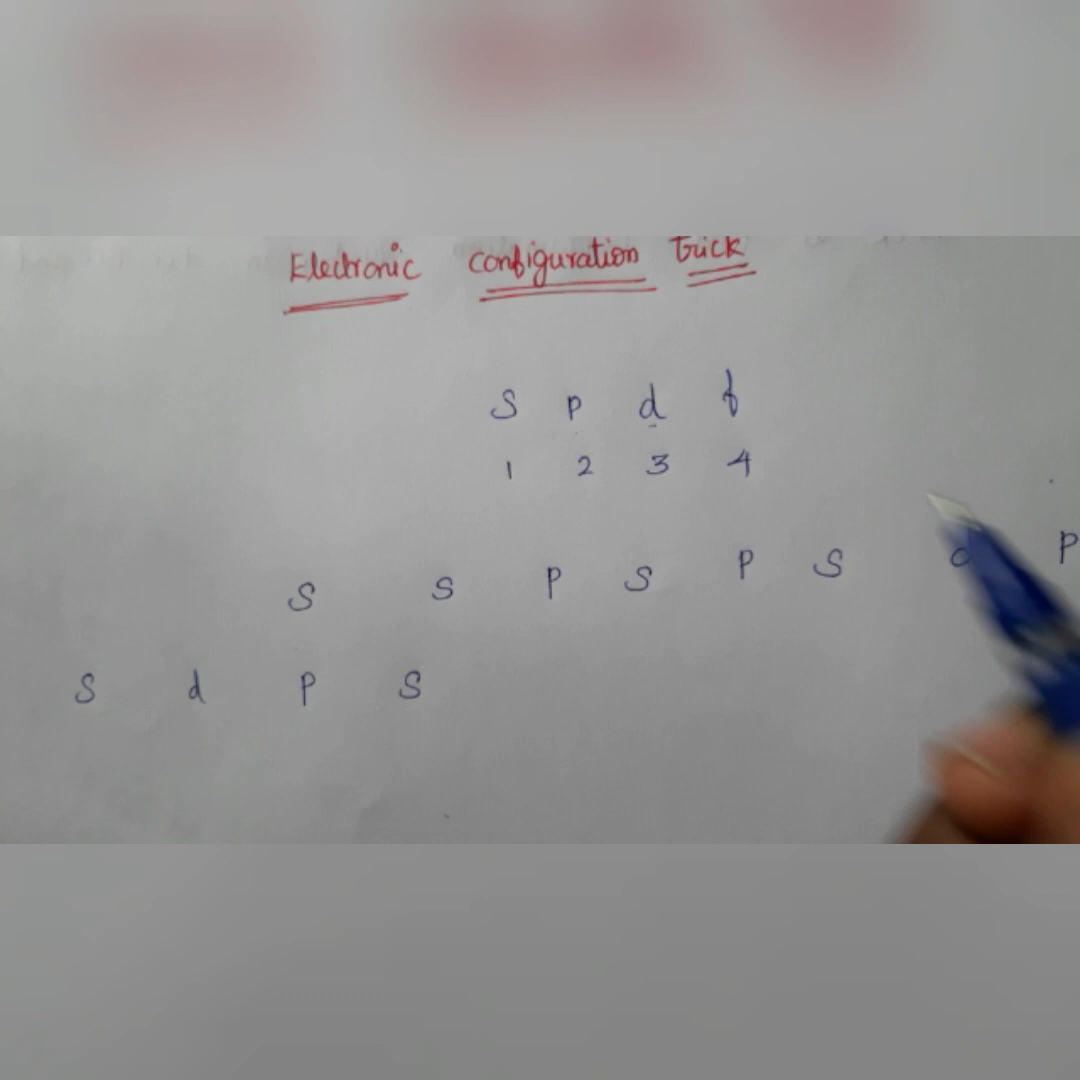 Electronic Configuration trick
S p d f
1 2 3 4
S S P S P S d P
S d P S